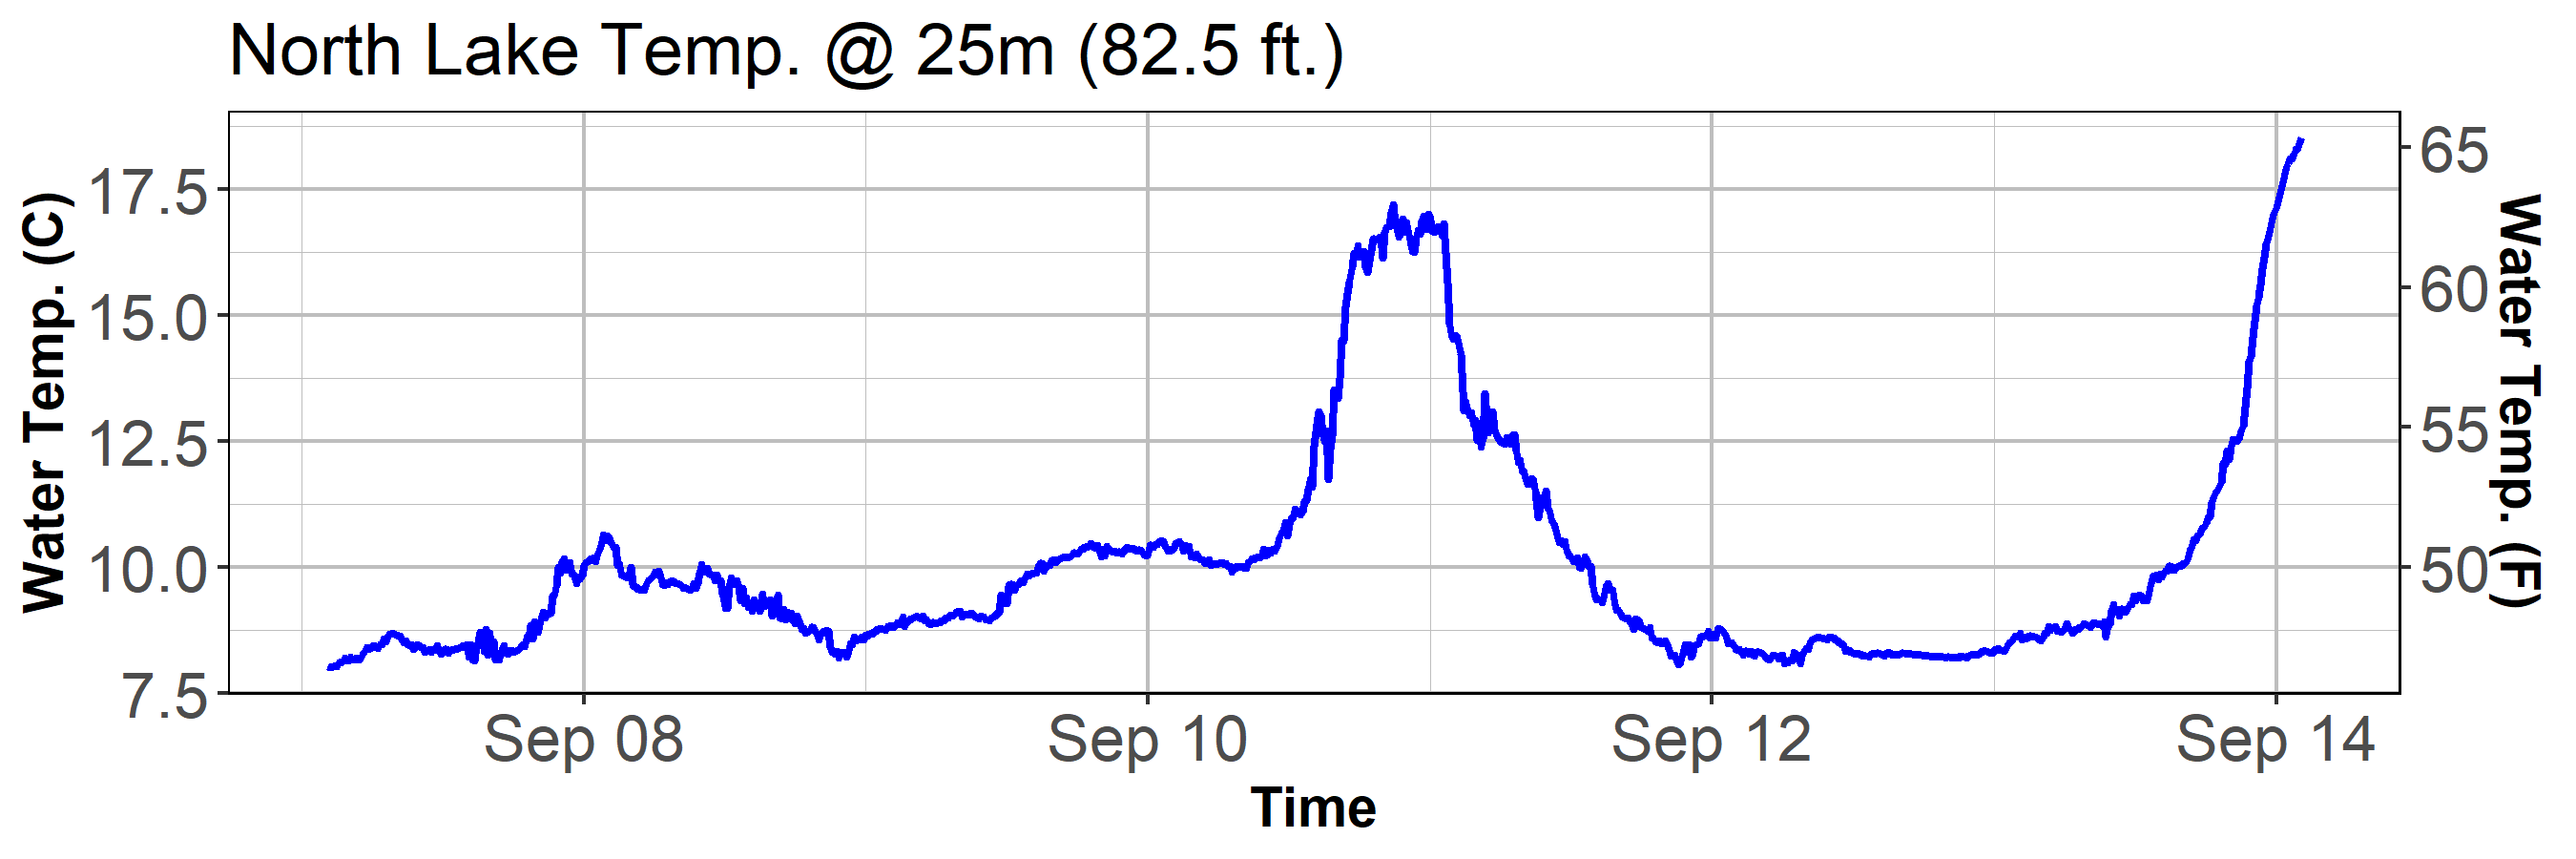 North Lake Temp. @ 25m (82.5 ft.)
Water Temp. (C)
17.5
15.0
12.5
10.0
7.5
65
60
55
50
Water Temp. (F)
Sep 08 Sep 10 Sep 12 Sep 14
Time